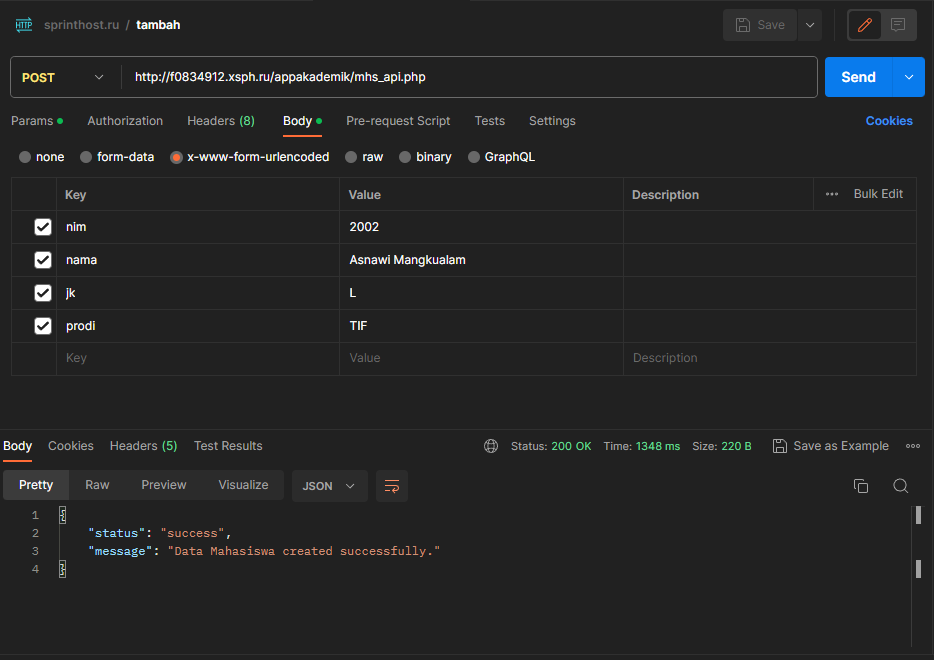 HTTP sprinthost.ru / tambah Save
POST http://f0834912.xsph.ru/appakademik/mhs_api.php Send
Params Authorization Headers (8) Body Pre-request Script Tests Settings Cookies
none form-data x-www-form-urlencoded raw binary GraphQL
Key Value Description ••• Bulk Edit
nim 2002
nama Asnawi Mangkualam
jk L
prodi TIF
Key Value Description
Body Cookies Headers (5) Test Results Status: 200 OK Time: 1348 ms Size: 220 B Save as Example
Pretty Raw Preview Visualize JSON
1 {
2 "status": "success",
3 "message": "Data Mahasiswa created successfully."
4 }